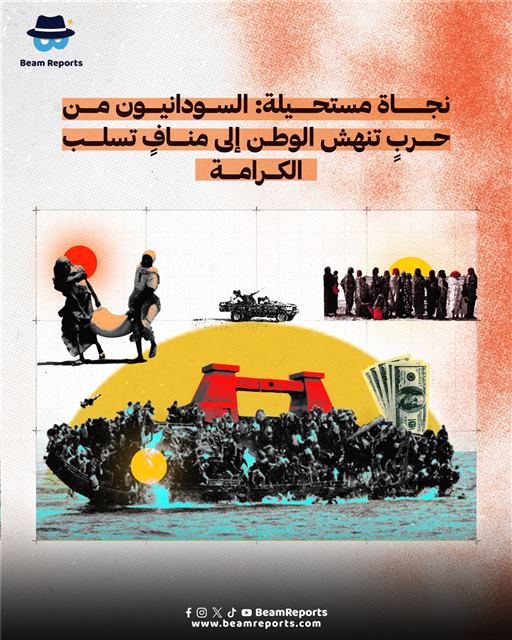 Beam Reports
نجاة مستحيلة: السودانيون من
حربٍ تنهش الوطن إلى منافٍ تسلب
الكرامة
BeamReports
www.beamreports.com